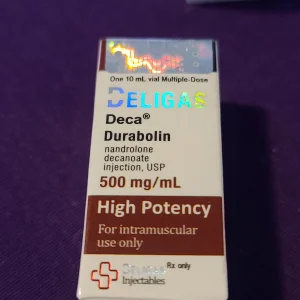 One 10 mL vial Multiple-Dose
DELIGAS
Deca®
Durabolin
nandrolone
decanoate
injection, USP
500 mg/mL
High Potency
For intramuscular
use only
Rx only
Injectables